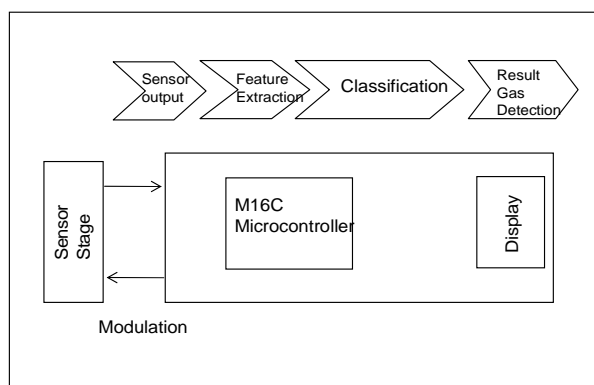 Sensor
output
Feature
Extraction
Classification
Result
Gas
Detection
Sensor
Stage
M16C
Microcontroller
Display
Modulation